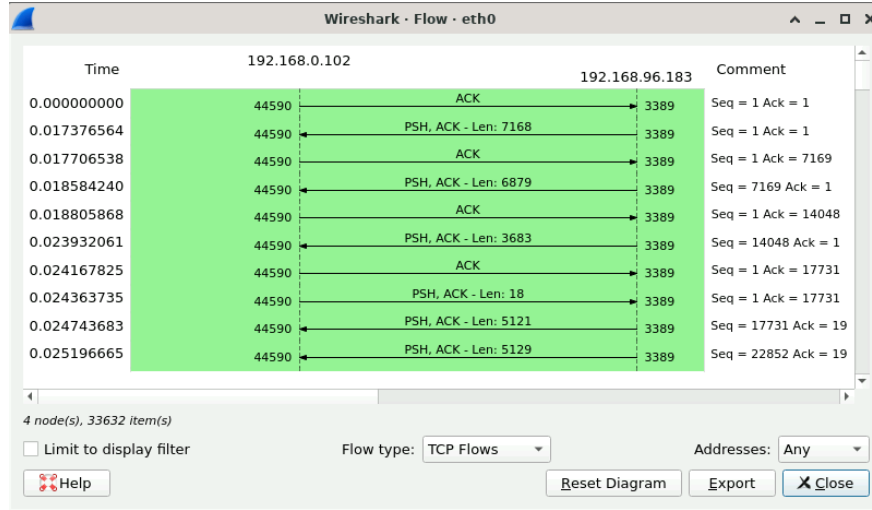 Wireshark · Flow · eth0
Time 192.168.0.102 192.168.96.183 Comment
0.000000000 44590 ACK 3389 Seq = 1 Ack = 1
0.017376564 44590 PSH, ACK - Len: 7168 3389 Seq = 1 Ack = 1
0.017706538 44590 ACK 3389 Seq = 1 Ack = 7169
0.018584240 44590 PSH, ACK - Len: 6879 3389 Seq = 7169 Ack = 1
0.018805868 44590 ACK 3389 Seq = 1 Ack = 14048
0.023932061 44590 PSH, ACK - Len: 3683 3389 Seq = 14048 Ack = 1
0.024167825 44590 ACK 3389 Seq = 1 Ack = 17731
0.024363735 44590 PSH, ACK - Len: 18 3389 Seq = 1 Ack = 17731
0.024743683 44590 PSH, ACK - Len: 5121 3389 Seq = 17731 Ack = 19
0.025196665 44590 PSH, ACK - Len: 5129 3389 Seq = 22852 Ack = 19
4 node(s), 33632 item(s)
Limit to display filter Flow type: TCP Flows Addresses: Any
Help Reset Diagram Export Close